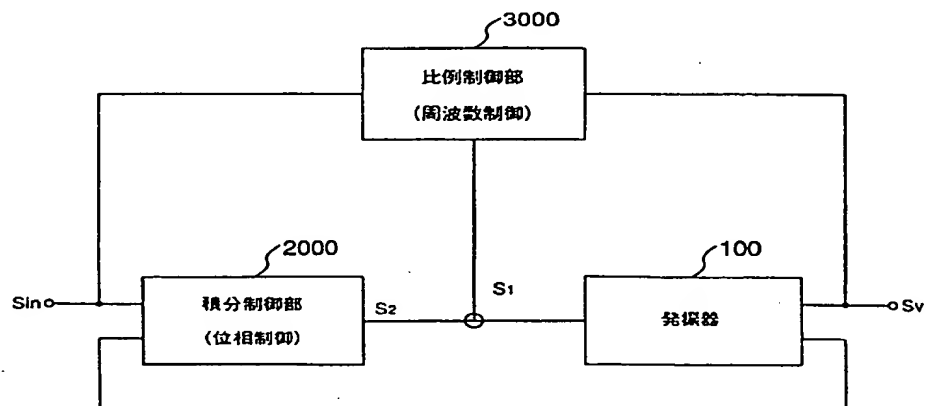 3000
比例制御部
(周波数制御)
2000
100
S1
Sin
積分制御部
(位相制御)
S2
発振器
Sv